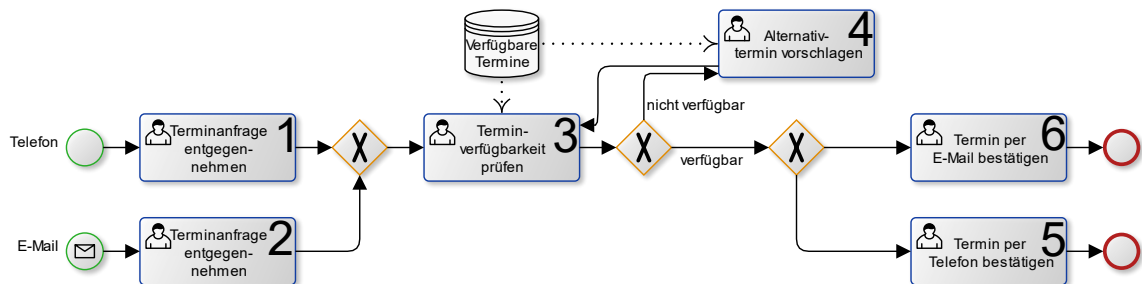 Verfügbare
Termine
Alternativ-
termin vorschlagen
4
nicht verfügbar
Telefon
Terminanfrage
entgegen-
nehmen
1
X
Termin-
verfügbarkeit
prüfen
3
X
verfügbar
X
Termin per
E-Mail bestätigen
6
E-Mail
Terminanfrage
entgegen-
nehmen
2
Termin per
Telefon bestätigen
5